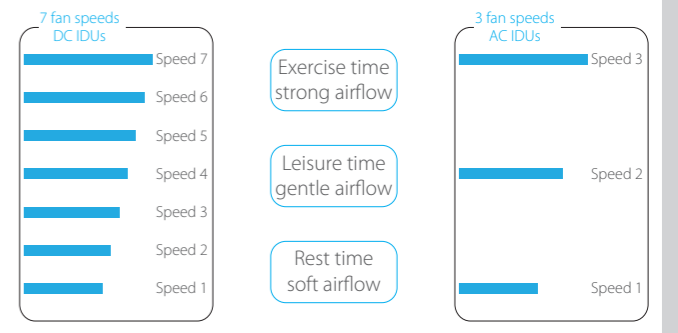 7 fan speeds
DC IDUs
Speed 7
Speed 6
Speed 5
Speed 4
Speed 3
Speed 2
Speed 1
Exercise time
strong airflow
Leisure time
gentle airflow
Rest time
soft airflow
3 fan speeds
AC IDUs
Speed 3
Speed 2
Speed 1